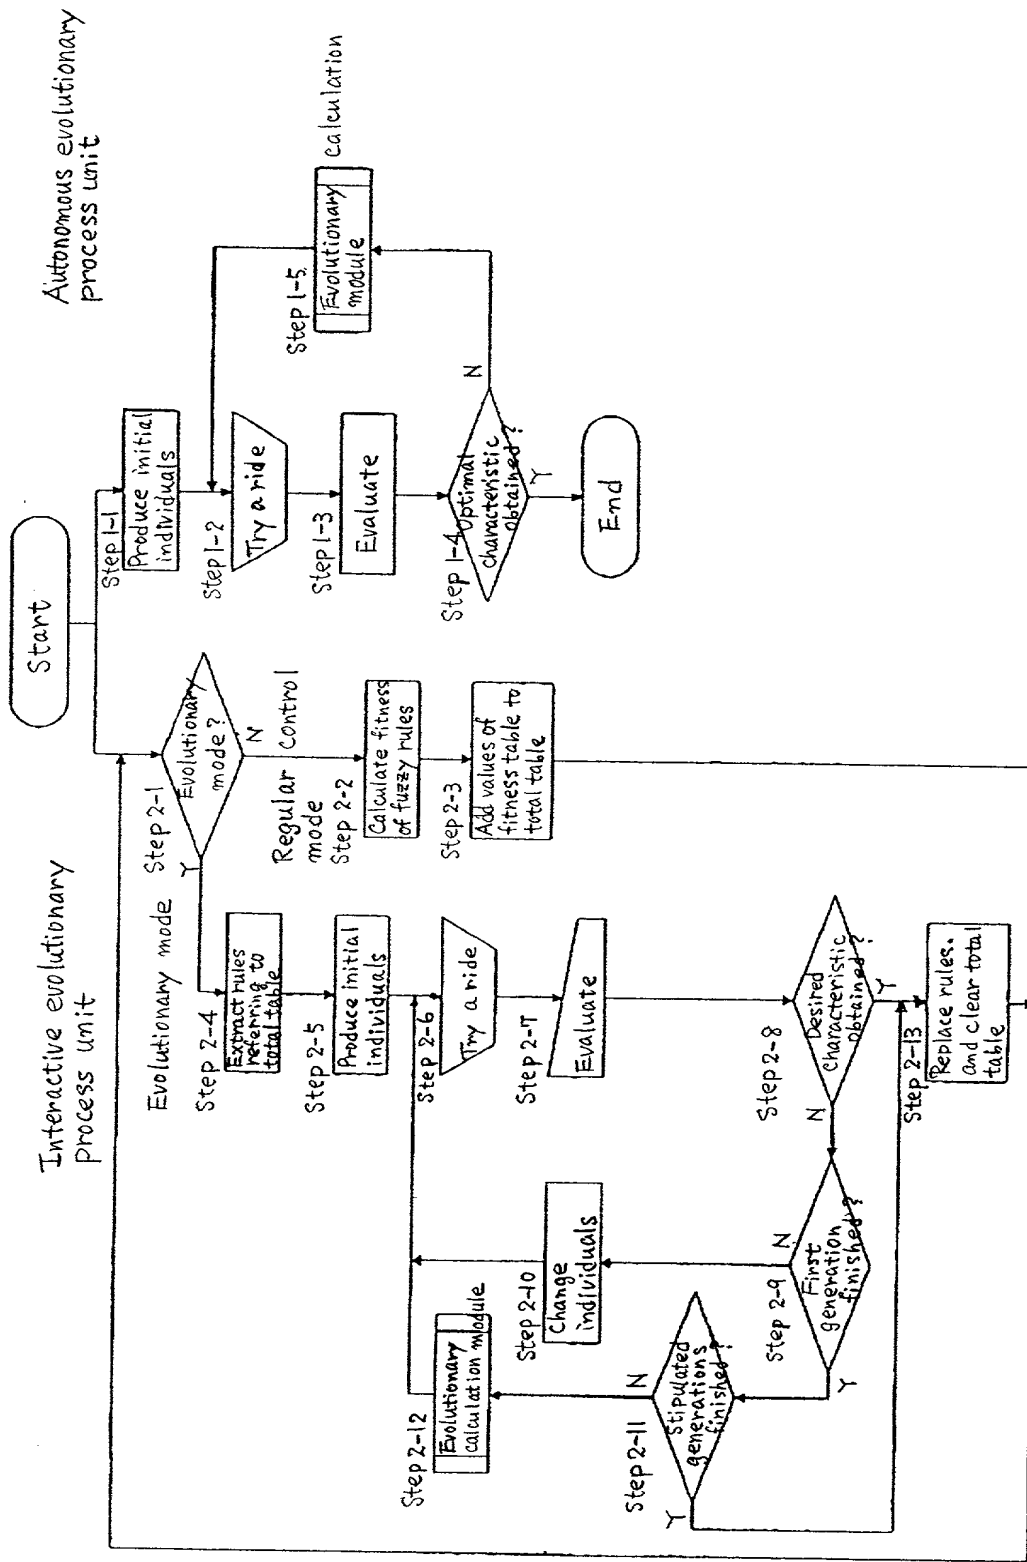 Interactive evolutionary
process unit
Autonomous evolutionary
process unit
Start
Step 1-1
Produce initial
individuals
Step 1-2
Try a ride
Step 1-3
Evaluate
Step 1-4
Optimal
characteristic
obtained?
N
Y
Step 1-5
Evolutionary
module
calculation
End
Step 2-1
Evolutionary
mode?
Y
N
Evolutionary mode
Regular control
mode
Step 2-2
Calculate fitness
of fuzzy rules
Step 2-3
Add values of
fitness table to
total table
Step 2-4
Extract rules
referring to
total table
Step 2-5
Produce initial
individuals
Step 2-6
Try a ride
Step 2-7
Evaluate
Step 2-8
Desired
characteristic
obtained?
N
Y
Step 2-9
First
generation
finished?
N
Y
Step 2-10
Change
individuals
Step 2-11
Stipulated
generations
finished?
N
Y
Step 2-12
Evolutionary
calculation module
Step 2-13
Replace rules.
and clear total
table